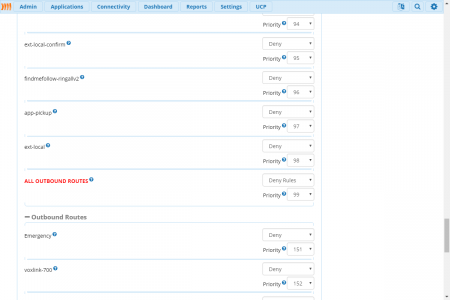 Admin Applications Connectivity Dashboard Reports Settings UCP
Priority 94
ext-local-confirm Deny
Priority 95
findmefollow-ringallv2 Deny
Priority 96
app-pickup Deny
Priority 97
ext-local Deny
Priority 98
ALL OUTBOUND ROUTES Deny Rules
Priority 99
Outbound Routes
Emergency Deny
Priority 151
voxlink-700 Deny
Priority 152